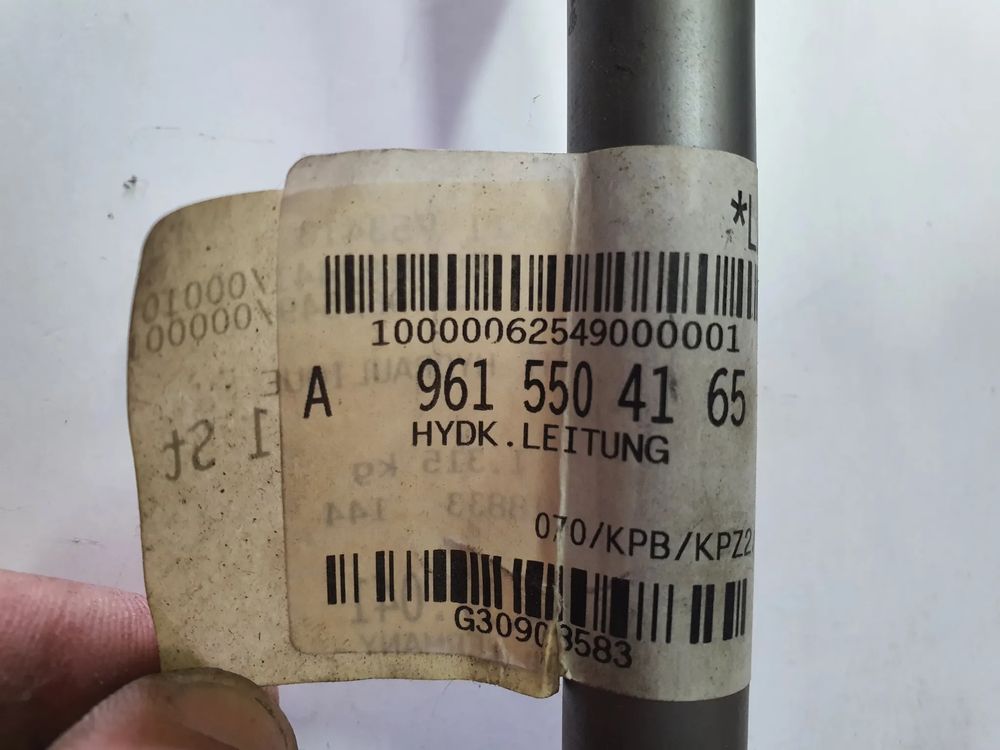 *L
10000062549000001
A 961 550 41 65
HYDK.LEITUNG
070/KPB/KPZ2
G30903583
1 St